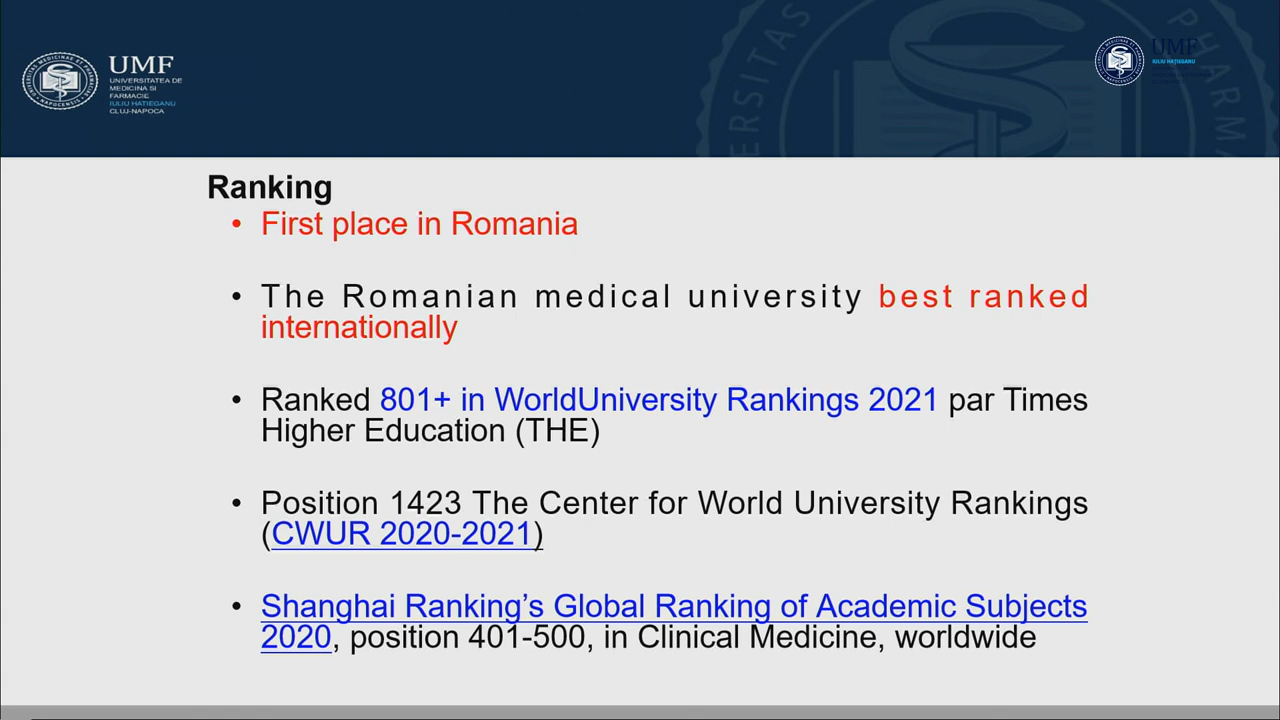 UMF
UNIVERSITATEA DE
MEDICINA SI
FARMACIE
IULIU HATIEGANU
CLUJ-NAPOCA
UMF
IULIU HAȚIEGANU
Ranking
• First place in Romania
• The Romanian medical university best ranked
internationally
• Ranked 801+ in WorldUniversity Rankings 2021 par Times
Higher Education (THE)
• Position 1423 The Center for World University Rankings
(CWUR 2020-2021)
• Shanghai Ranking’s Global Ranking of Academic Subjects
2020, position 401-500, in Clinical Medicine, worldwide